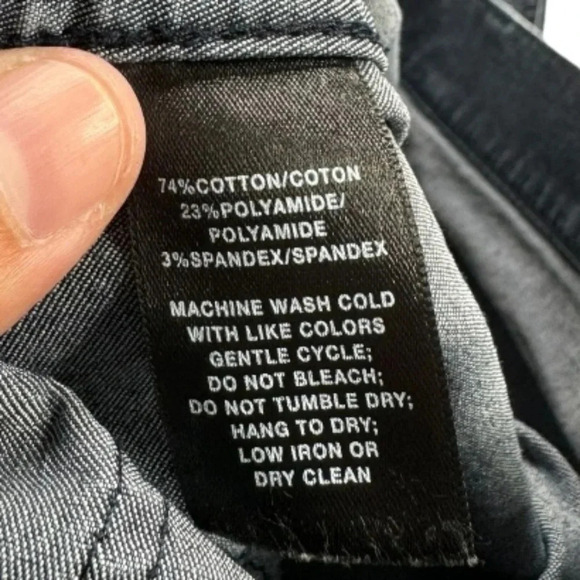 74%COTTON/COTON
23%POLYAMIDE/
POLYAMIDE
3%SPANDEX/SPANDEX
MACHINE WASH COLD
WITH LIKE COLORS
GENTLE CYCLE;
DO NOT BLEACH;
DO NOT TUMBLE DRY;
HANG TO DRY;
LOW IRON OR
DRY CLEAN